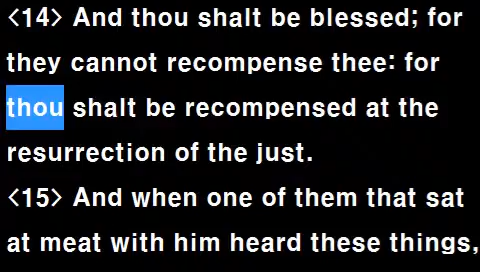 <14> And thou shalt be blessed; for
they cannot recompense thee: for
thou shalt be recompensed at the
resurrection of the just.
<15> And when one of them that sat
at meat with him heard these things,